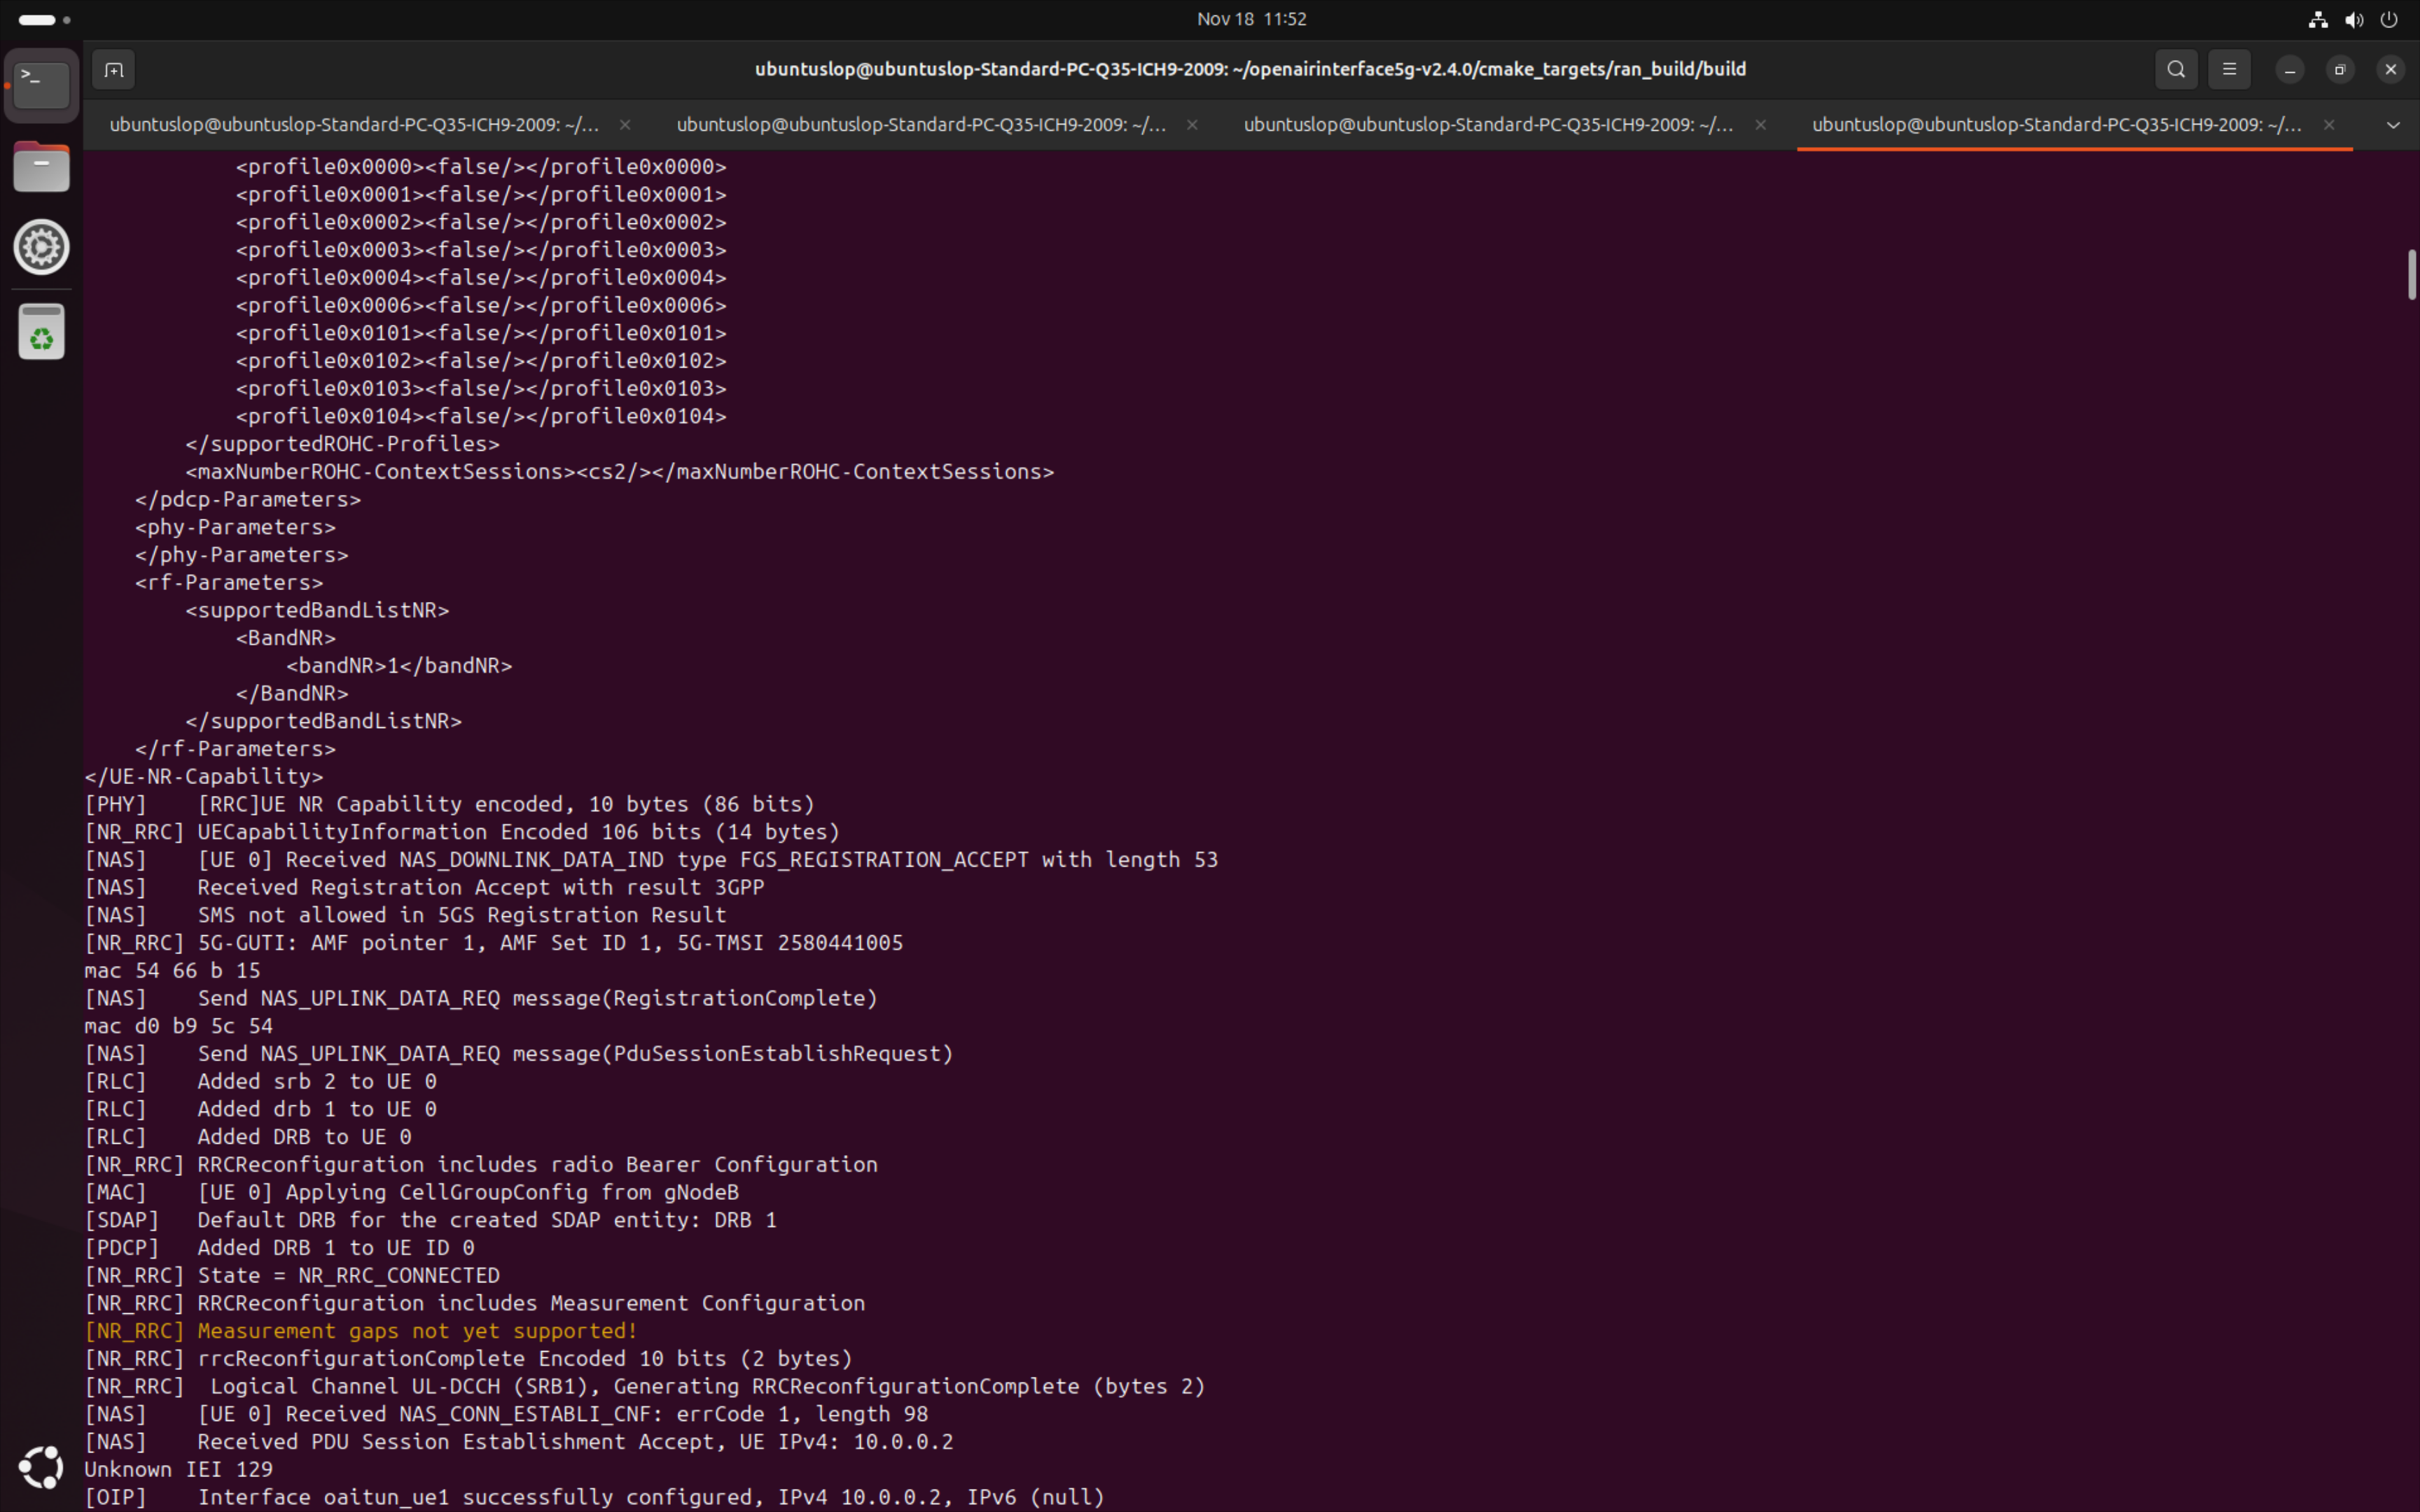 Nov 18 11:52
ubuntuslop@ubuntuslop-Standard-PC-Q35-ICH9-2009: ~/openairinterface5g-v2.4.0/cmake_targets/ran_build/build
ubuntuslop@ubuntuslop-Standard-PC-Q35-ICH9-2009: ~/...
ubuntuslop@ubuntuslop-Standard-PC-Q35-ICH9-2009: ~/...
ubuntuslop@ubuntuslop-Standard-PC-Q35-ICH9-2009: ~/...
ubuntuslop@ubuntuslop-Standard-PC-Q35-ICH9-2009: ~/...
            <profile0x0000><false/></profile0x0000>
            <profile0x0001><false/></profile0x0001>
            <profile0x0002><false/></profile0x0002>
            <profile0x0003><false/></profile0x0003>
            <profile0x0004><false/></profile0x0004>
            <profile0x0006><false/></profile0x0006>
            <profile0x0101><false/></profile0x0101>
            <profile0x0102><false/></profile0x0102>
            <profile0x0103><false/></profile0x0103>
            <profile0x0104><false/></profile0x0104>
        </supportedROHC-Profiles>
        <maxNumberROHC-ContextSessions><cs2/></maxNumberROHC-ContextSessions>
    </pdcp-Parameters>
    <phy-Parameters>
    </phy-Parameters>
    <rf-Parameters>
        <supportedBandListNR>
            <BandNR>
                <bandNR>1</bandNR>
            </BandNR>
        </supportedBandListNR>
    </rf-Parameters>
</UE-NR-Capability>
[PHY]    [RRC]UE NR Capability encoded, 10 bytes (86 bits)
[NR_RRC] UECapabilityInformation Encoded 106 bits (14 bytes)
[NAS]    [UE 0] Received NAS_DOWNLINK_DATA_IND type FGS_REGISTRATION_ACCEPT with length 53
[NAS]    Received Registration Accept with result 3GPP
[NAS]    SMS not allowed in 5GS Registration Result
[NR_RRC] 5G-GUTI: AMF pointer 1, AMF Set ID 1, 5G-TMSI 2580441005
mac 54 66 b 15
[NAS]    Send NAS_UPLINK_DATA_REQ message(RegistrationComplete)
mac d0 b9 5c 54
[NAS]    Send NAS_UPLINK_DATA_REQ message(PduSessionEstablishRequest)
[RLC]    Added srb 2 to UE 0
[RLC]    Added drb 1 to UE 0
[RLC]    Added DRB to UE 0
[NR_RRC] RRCReconfiguration includes radio Bearer Configuration
[MAC]    [UE 0] Applying CellGroupConfig from gNodeB
[SDAP]   Default DRB for the created SDAP entity: DRB 1
[PDCP]   Added DRB 1 to UE ID 0
[NR_RRC] State = NR_RRC_CONNECTED
[NR_RRC] RRCReconfiguration includes Measurement Configuration
[NR_RRC] Measurement gaps not yet supported!
[NR_RRC] rrcReconfigurationComplete Encoded 10 bits (2 bytes)
[NR_RRC]  Logical Channel UL-DCCH (SRB1), Generating RRCReconfigurationComplete (bytes 2)
[NAS]    [UE 0] Received NAS_CONN_ESTABLI_CNF: errCode 1, length 98
[NAS]    Received PDU Session Establishment Accept, UE IPv4: 10.0.0.2
Unknown IEI 129
[OIP]    Interface oaitun_ue1 successfully configured, IPv4 10.0.0.2, IPv6 (null)